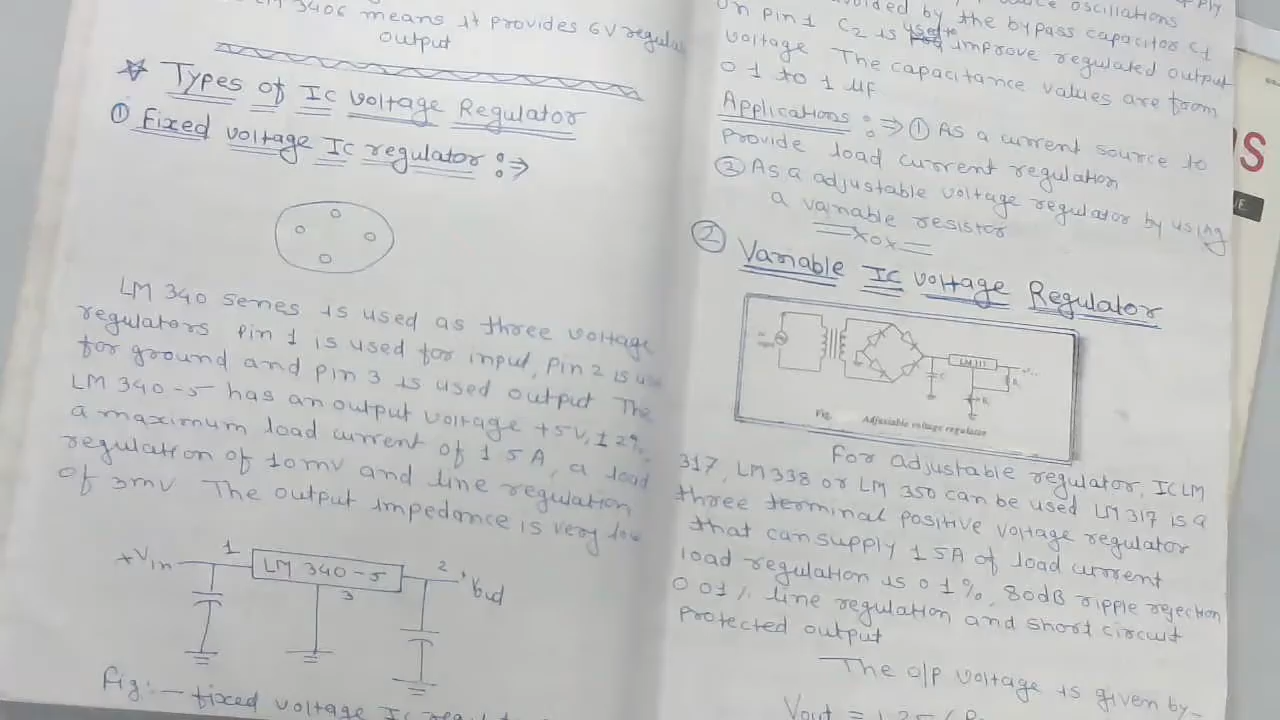 3406 means it provides 6V regula
output
☆ Types of IC voltage Regulator
① fixed voltage IC regulator :⇒
LM 340 series is used as three voltage
regulators pin 1 is used for input, pin 2 is
for ground and pin 3 is used output The
LM 340-5 has an output voltage +5V, ± 2%,
a maximum load current of 1 5 A, a load
regulation of 10mv and line regulation
of 3mv The output impedance is very low
+Vin 1 LM 340-5 2
3
fig:- fixed voltage IC
oscillations
by the bypass capacitor C1
on pin 1 C2 is used to improve regulated output
voltage The capacitance values are from
0 1 to 1 μF
Applications :⇒ ① As a current source to
provide load current regulation
② As a adjustable voltage regulator by using
a variable resistor
=xox=
② Variable IC voltage Regulator
LM 317
C
Fig. Adjustable voltage regulator
for adjustable regulator, IC LM
317, LM 338 or LM 350 can be used LM 317 is a
three terminal positive voltage regulator
that can supply 1 5A of load current
load regulation is 0 1%, 80dB ripple rejection
0 01% line regulation and short circuit
protected output
The o/p voltage is given by-
Vout = 1.25 (
S